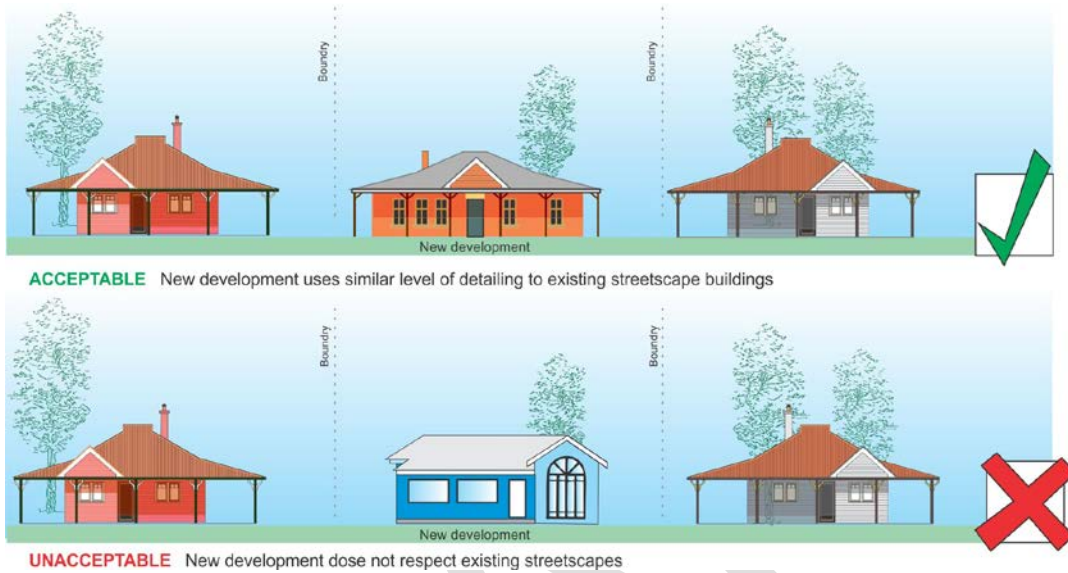 Boundry
Boundry
New development
ACCEPTABLE New development uses similar level of detailing to existing streetscape buildings
Boundry
Boundry
New development
UNACCEPTABLE New development dose not respect existing streetscapes